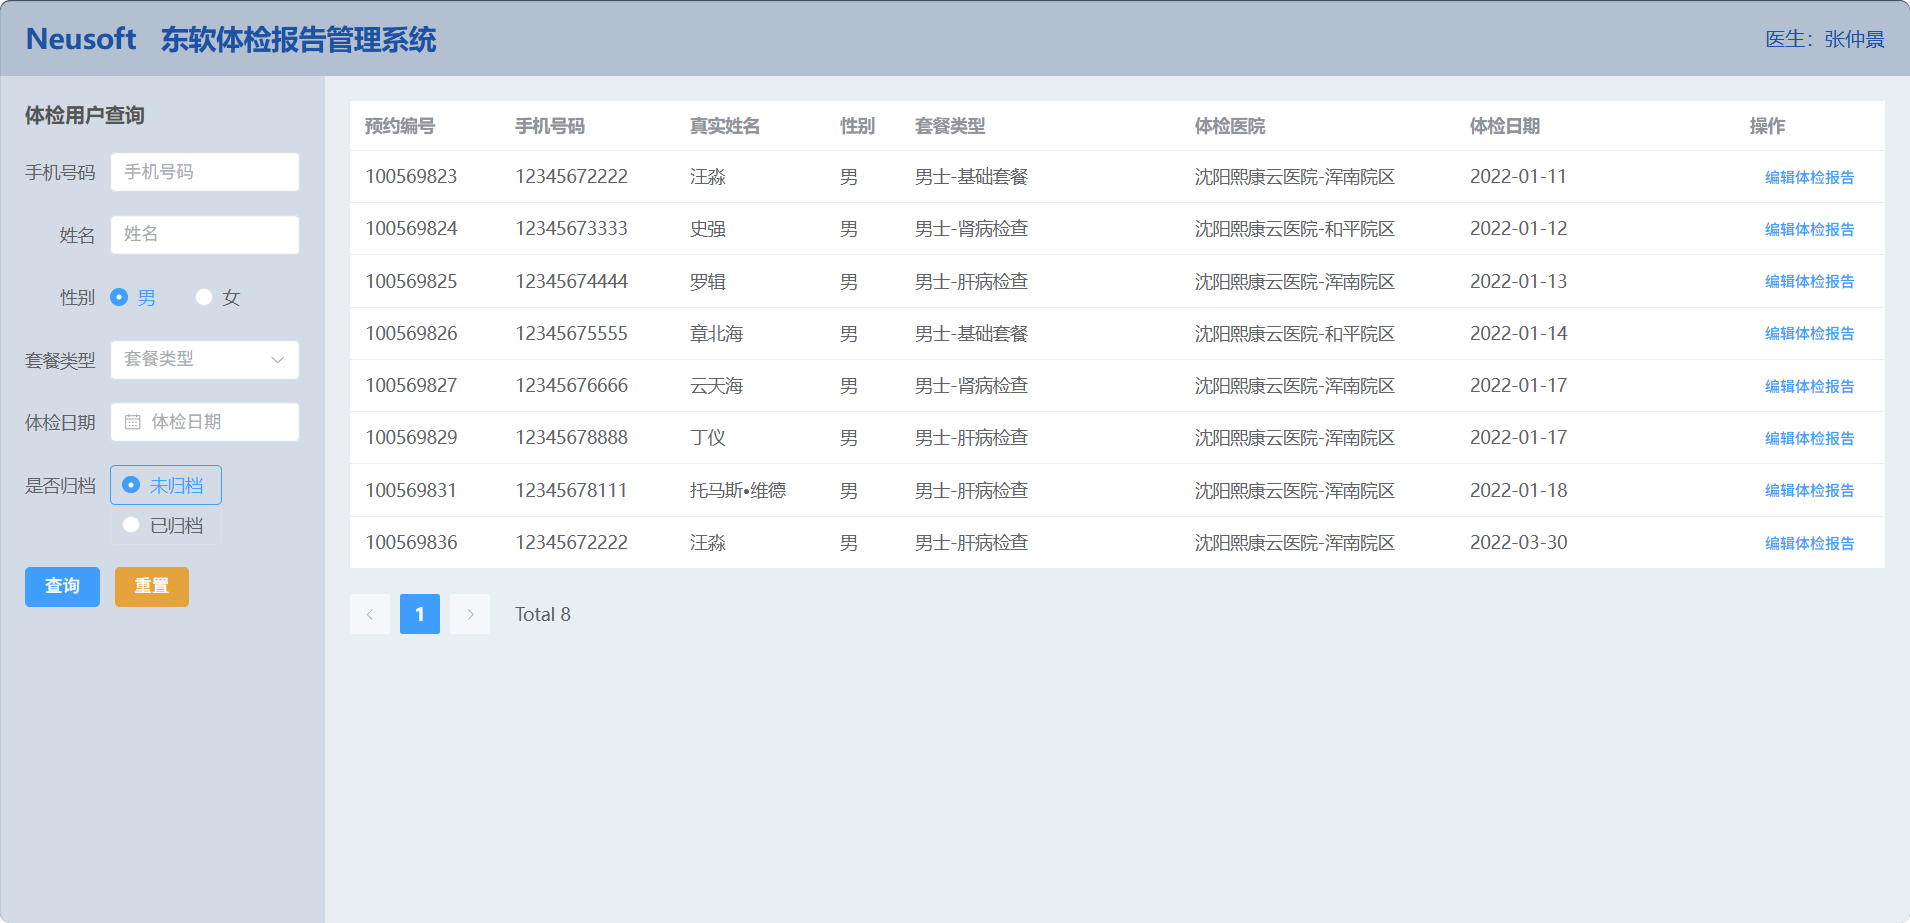 Neusoft 东软体检报告管理系统
医生：张仲景
体检用户查询
手机号码 手机号码
姓名 姓名
性别 男 女
套餐类型 套餐类型
体检日期 体检日期
是否归档 未归档
已归档
查询 重置
预约编号 手机号码 真实姓名 性别 套餐类型 体检医院 体检日期 操作
100569823 12345672222 汪淼 男 男士-基础套餐 沈阳熙康云医院-浑南院区 2022-01-11 编辑体检报告
100569824 12345673333 史强 男 男士-肾病检查 沈阳熙康云医院-和平院区 2022-01-12 编辑体检报告
100569825 12345674444 罗辑 男 男士-肝病检查 沈阳熙康云医院-浑南院区 2022-01-13 编辑体检报告
100569826 12345675555 章北海 男 男士-基础套餐 沈阳熙康云医院-和平院区 2022-01-14 编辑体检报告
100569827 12345676666 云天海 男 男士-肾病检查 沈阳熙康云医院-浑南院区 2022-01-17 编辑体检报告
100569829 12345678888 丁仪 男 男士-肝病检查 沈阳熙康云医院-浑南院区 2022-01-17 编辑体检报告
100569831 12345678111 托马斯•维德 男 男士-肝病检查 沈阳熙康云医院-浑南院区 2022-01-18 编辑体检报告
100569836 12345672222 汪淼 男 男士-肝病检查 沈阳熙康云医院-浑南院区 2022-03-30 编辑体检报告
1 Total 8